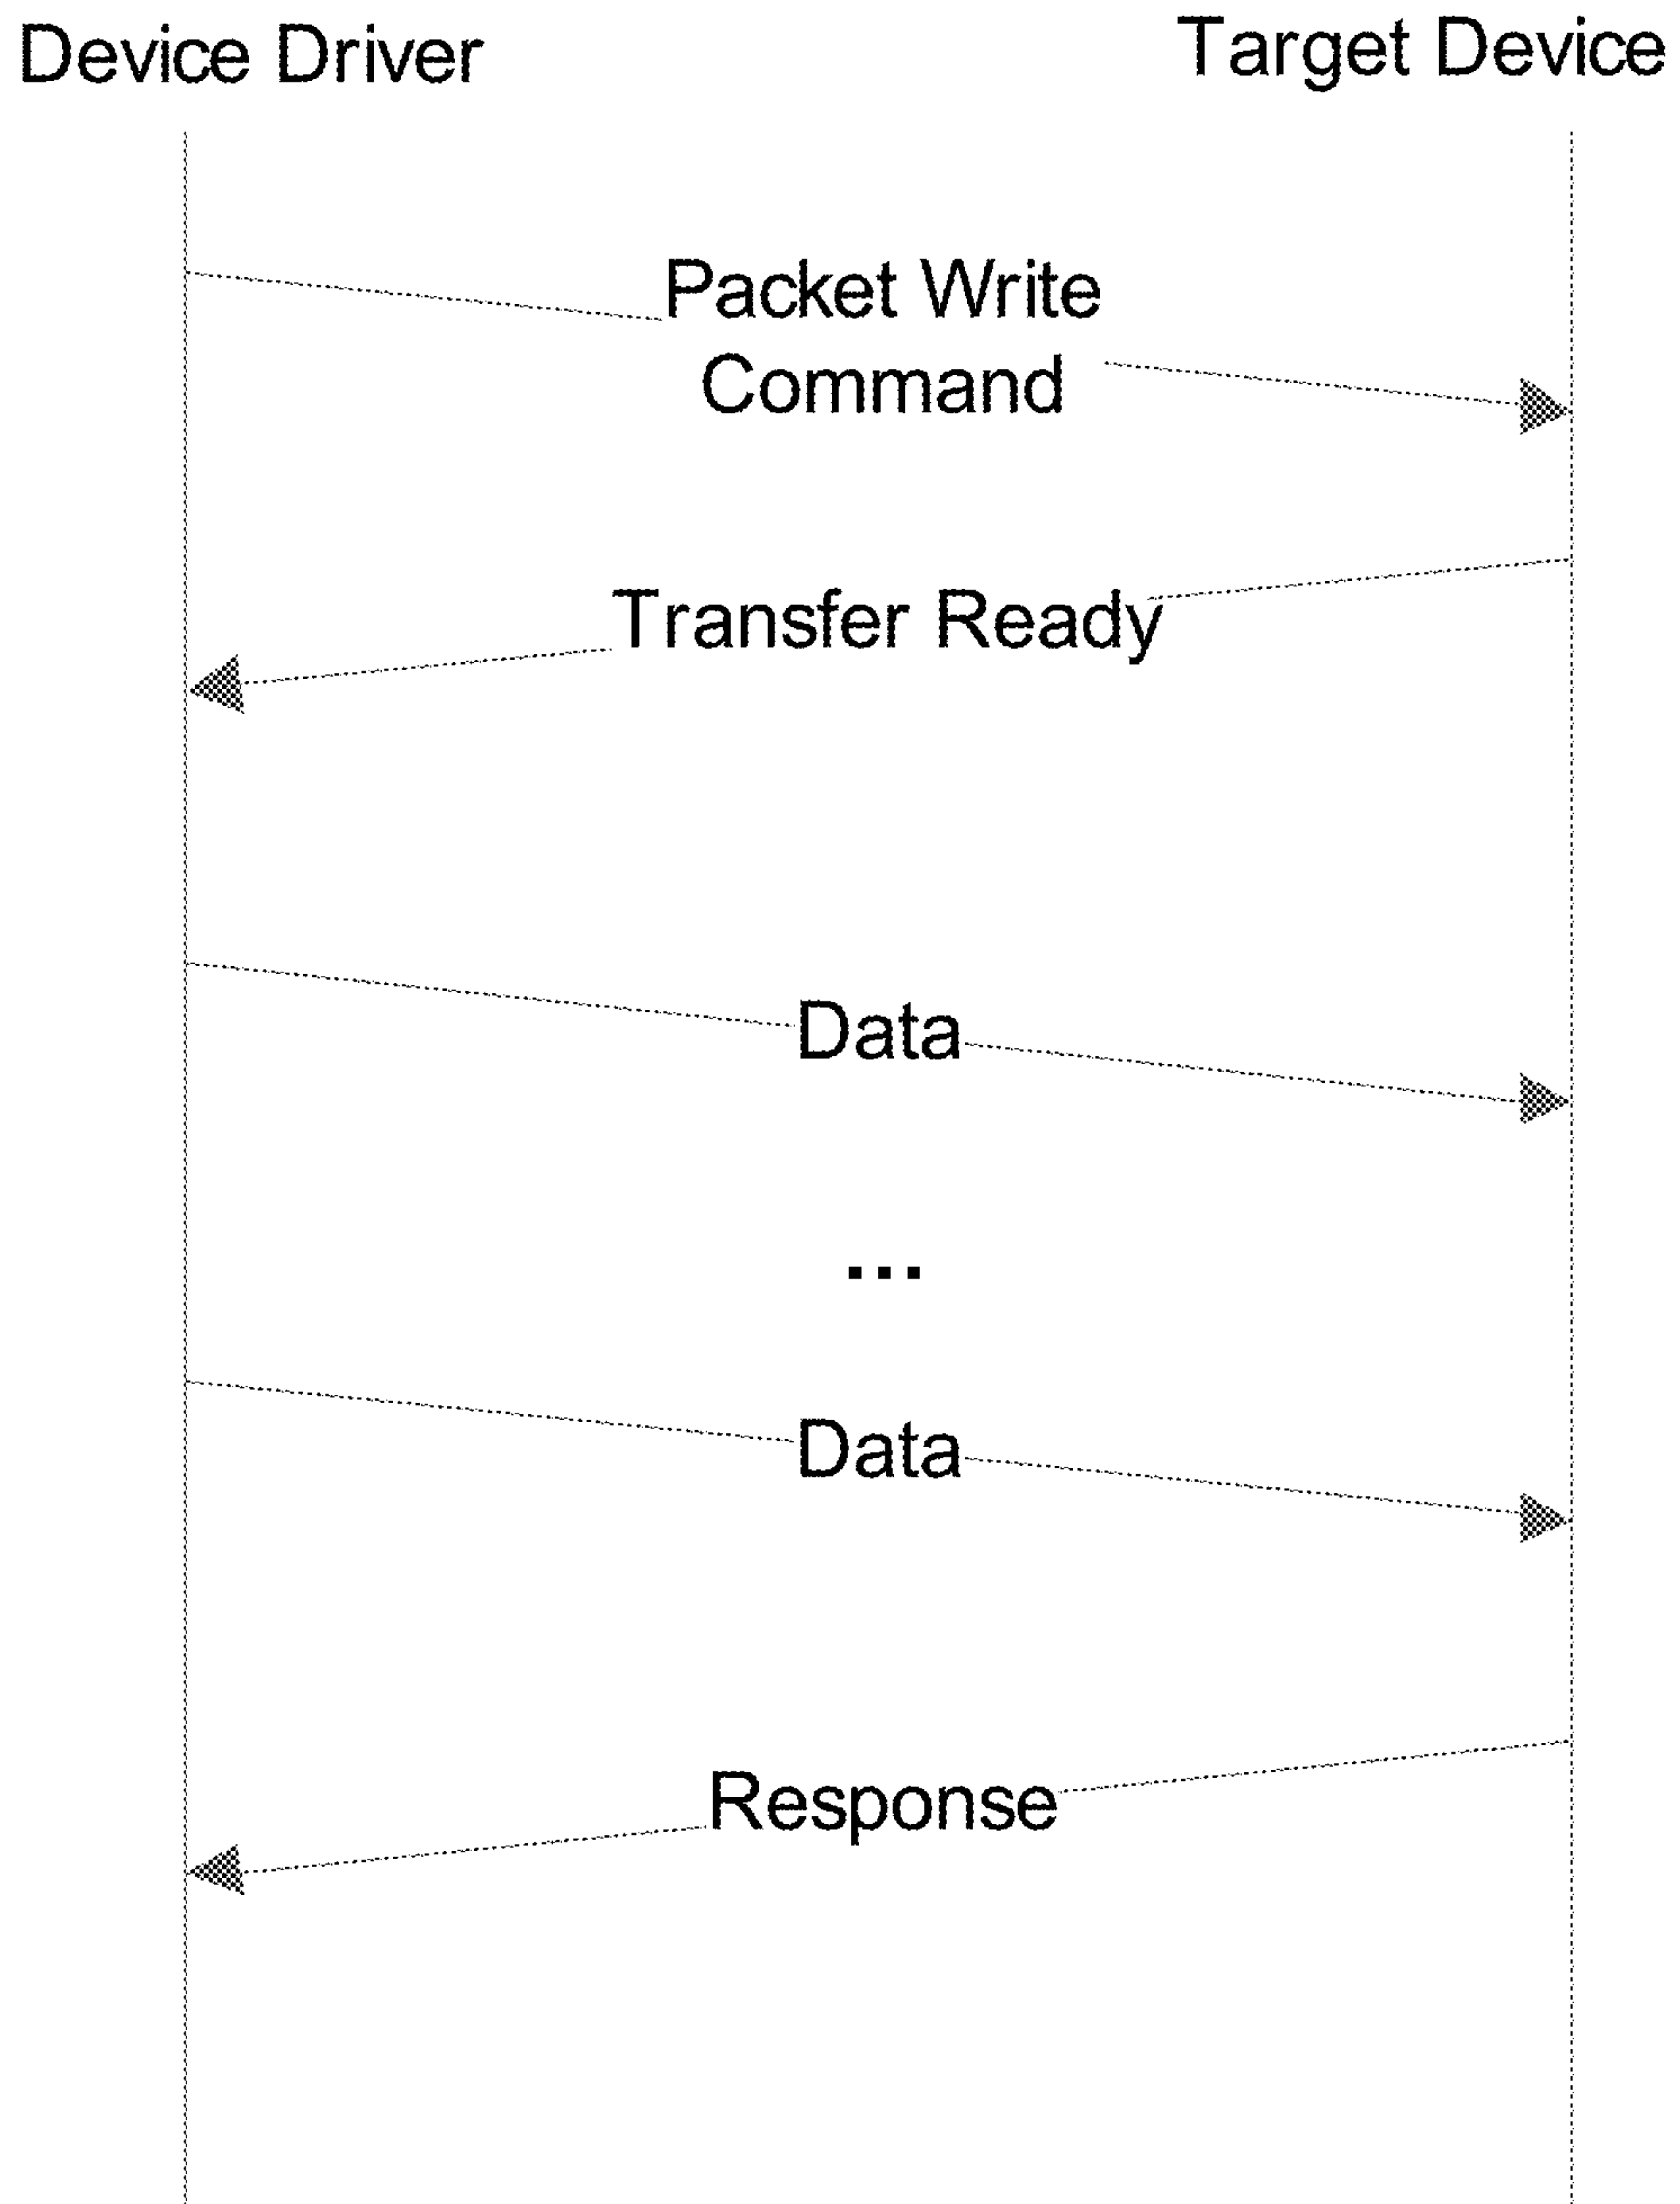 Device Driver
Target Device
Packet Write
Command
Transfer Ready
Data
...
Data
Response